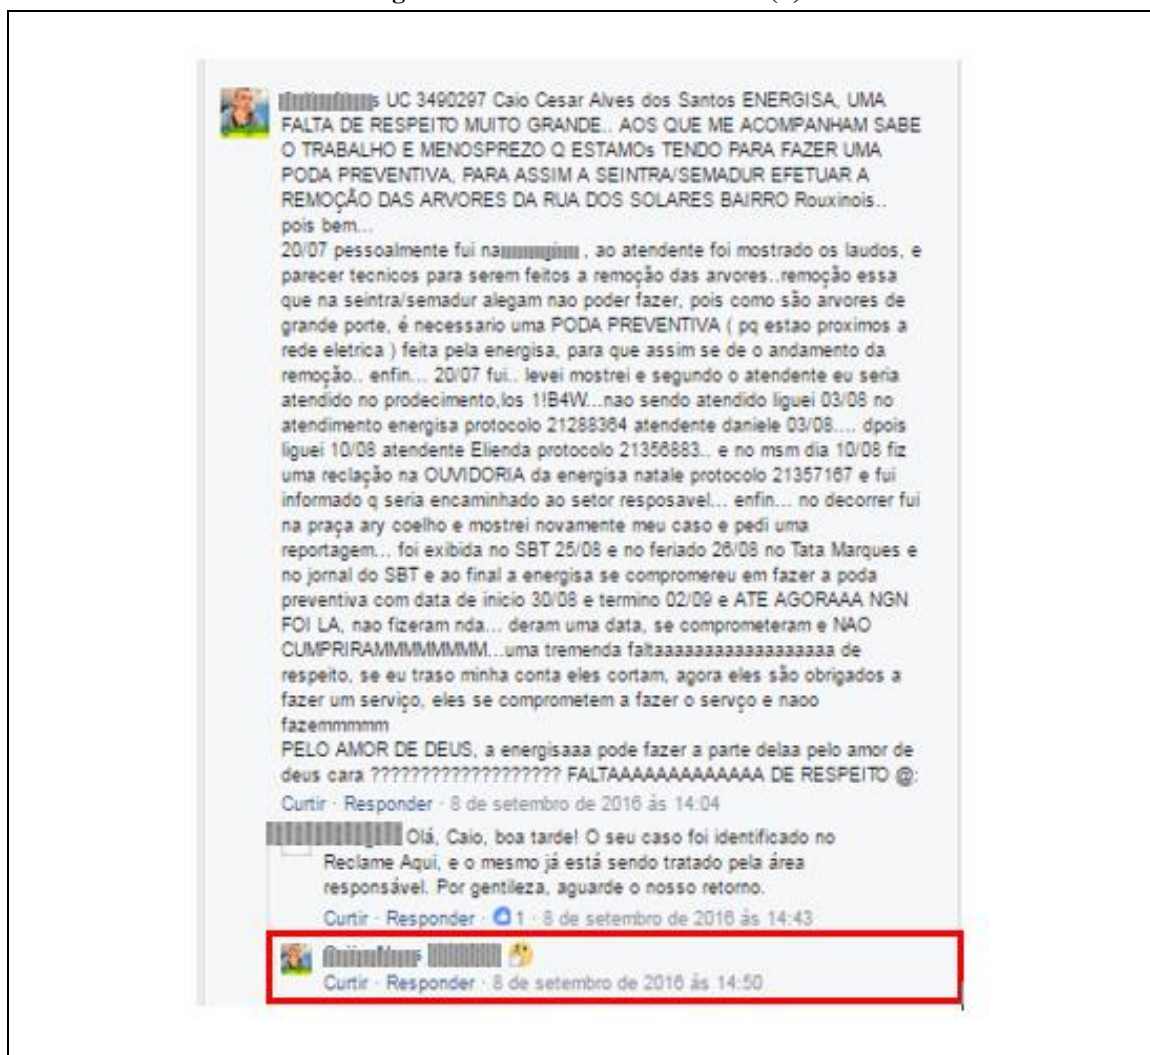 s UC 3490297 Caio Cesar Alves dos Santos ENERGISA, UMA
FALTA DE RESPEITO MUITO GRANDE.. AOS QUE ME ACOMPANHAM SABE
O TRABALHO E MENOSPREZO Q ESTAMOs TENDO PARA FAZER UMA
PODA PREVENTIVA, PARA ASSIM A SEINTRA/SEMADUR EFETUAR A
REMOÇÃO DAS ARVORES DA RUA DOS SOLARES BAIRRO Rouxinois..
pois bem...
20/07 pessoalmente fui na , ao atendente foi mostrado os laudos, e
parecer tecnicos para serem feitos a remoção das arvores..remoção essa
que na seintra/semadur alegam nao poder fazer, pois como são arvores de
grande porte, é necessario uma PODA PREVENTIVA ( pq estao proximos a
rede eletrica ) feita pela energisa, para que assim se de o andamento da
remoção.. enfin... 20/07 fui.. levei mostrei e segundo o atendente eu seria
atendido no prodecimento,los 1!B4W...nao sendo atendido liguei 03/08 no
atendimento energisa protocolo 21288364 atendente daniele 03/08.... dpois
liguei 10/08 atendente Elienda protocolo 21356883.. e no msm dia 10/08 fiz
uma reclação na OUVIDORIA da energisa natale protocolo 21357167 e fui
informado q seria encaminhado ao setor resposavel... enfin... no decorrer fui
na praça ary coelho e mostrei novamente meu caso e pedi uma
reportagem... foi exibida no SBT 25/08 e no feriado 26/08 no Tata Marques e
no jornal do SBT e ao final a energisa se compromereu em fazer a poda
preventiva com data de inicio 30/08 e termino 02/09 e ATE AGORAAA NGN
FOI LA, nao fizeram nda... deram uma data, se comprometeram e NAO
CUMPRIRAMMMMMMM...uma tremenda faltaaaaaaaaaaaaaaaaaaa de
respeito, se eu traso minha conta eles cortam, agora eles são obrigados a
fazer um serviço, eles se comprometem a fazer o servço e naoo
fazemmmmm
PELO AMOR DE DEUS, a energisaaa pode fazer a parte delaa pelo amor de
deus cara ??????????????????? FALTAAAAAAAAAAAAA DE RESPEITO @:
Curtir · Responder · 8 de setembro de 2016 às 14:04
Olá, Caio, boa tarde! O seu caso foi identificado no
Reclame Aqui, e o mesmo já está sendo tratado pela área
responsável. Por gentileza, aguarde o nosso retorno.
Curtir · Responder · 1 · 8 de setembro de 2016 às 14:43
Curtir · Responder · 8 de setembro de 2016 às 14:50